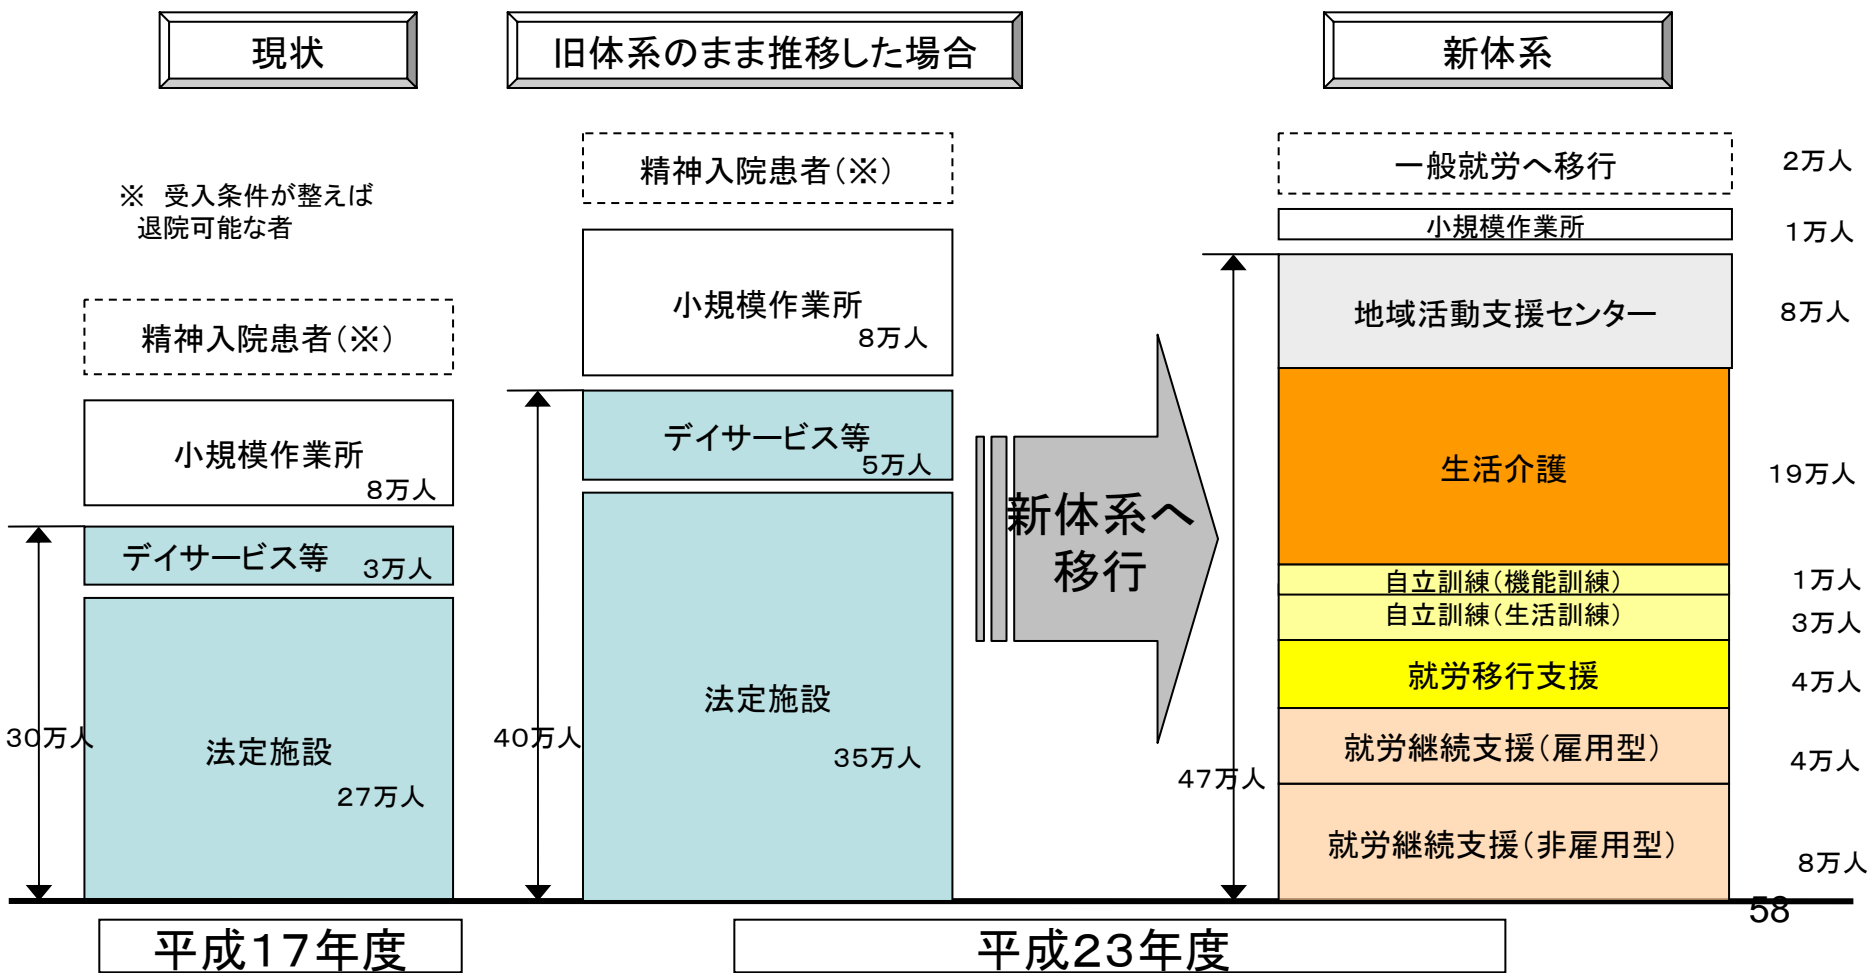 現状
旧体系のまま推移した場合
新体系
※　受入条件が整えば
退院可能な者
精神入院患者（※）
小規模作業所
8万人
デイサービス等
3万人
法定施設
27万人
30万人
精神入院患者（※）
小規模作業所
8万人
デイサービス等
5万人
法定施設
35万人
40万人
新体系へ
移行
一般就労へ移行
2万人
小規模作業所
1万人
地域活動支援センター
8万人
生活介護
19万人
自立訓練（機能訓練）
1万人
自立訓練（生活訓練）
3万人
就労移行支援
4万人
就労継続支援（雇用型）
4万人
就労継続支援（非雇用型）
8万人
47万人
58
平成17年度
平成23年度